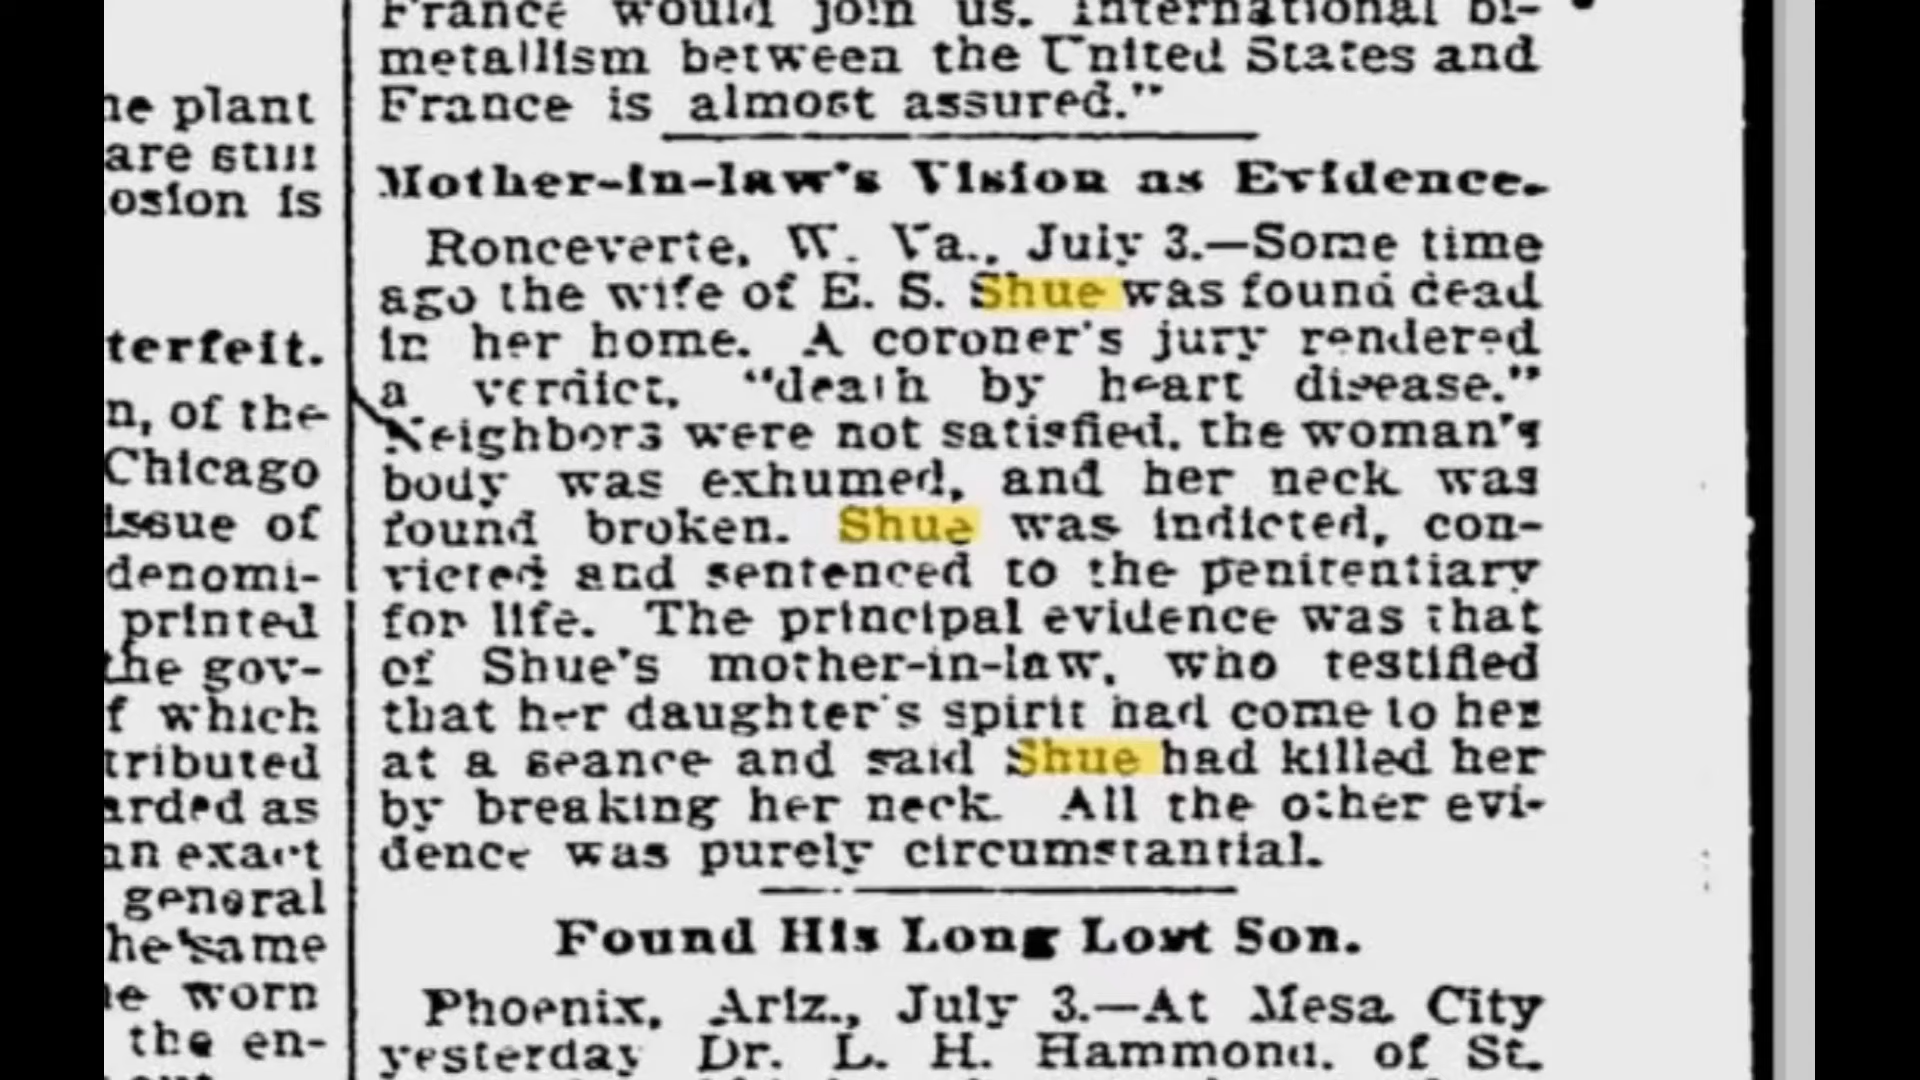 ne plant
are still
osion is
terfeit.
n, of the
Chicago
issue of
denomi-
printed
the gov-
f which
tributed
arded as
an exact
general
he same
ne worn
the en-
France would join us. International bi-
metallism between the United States and
France is almost assured."
Mother-in-law's Vision as Evidence.
Ronceverte, W. Va., July 3.—Some time
ago the wife of E. S. Shue was found dead
in her home. A coroner's jury rendered
a verdict, "death by heart disease."
Neighbors were not satisfied, the woman's
body was exhumed, and her neck was
found broken. Shue was indicted, con-
victed and sentenced to the penitentiary
for life. The principal evidence was that
of Shue's mother-in-law, who testified
that her daughter's spirit had come to her
at a seance and said Shue had killed her
by breaking her neck. All the other evi-
dence was purely circumstantial.
Found His Long Lost Son.
Phoenix, Ariz., July 3.—At Mesa City
yesterday Dr. L. H. Hammond, of St.